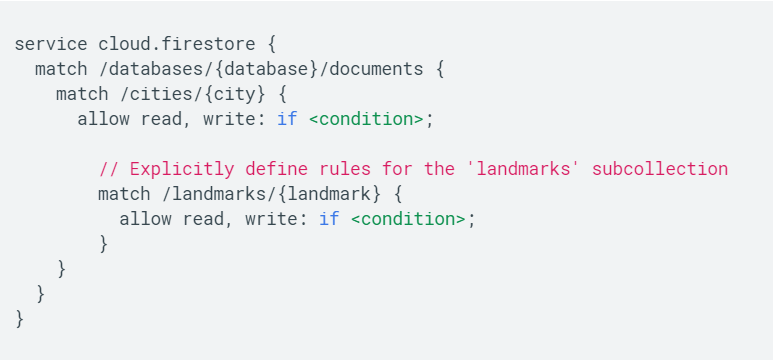 service cloud.firestore {
  match /databases/{database}/documents {
    match /cities/{city} {
      allow read, write: if <condition>;

        // Explicitly define rules for the 'landmarks' subcollection
        match /landmarks/{landmark} {
          allow read, write: if <condition>;
        }
    }
  }
}